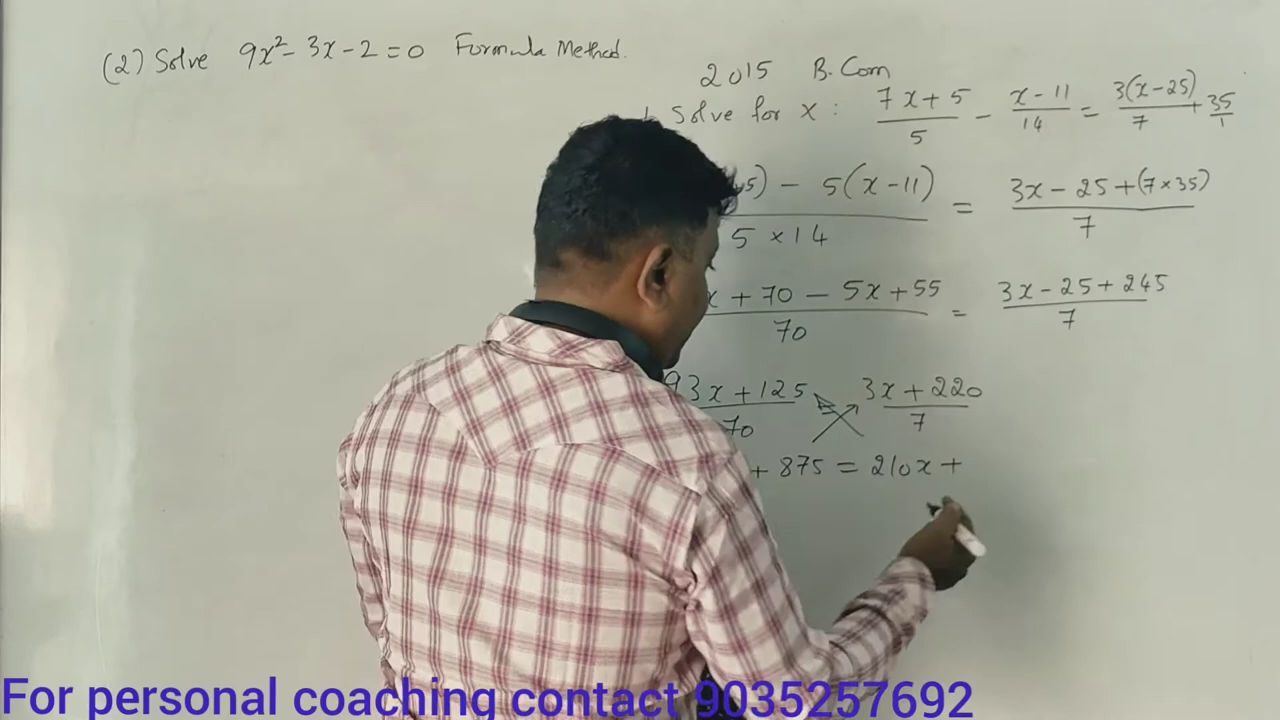 (2) Solve 9x² - 3x - 2 = 0 Formula Method.
2015 B.Com
Solve for x : (7x + 5)/5 - (x - 11)/14 = 3(x - 25)/7 + 35/1
5) - 5(x - 11) / 5 × 14 = 3x - 25 + (7 × 35) / 7
x + 70 - 5x + 55 / 70 = 3x - 25 + 245 / 7
93x + 125 / 70 3x + 220 / 7
+ 875 = 210x +
For personal coaching contact 9035257692